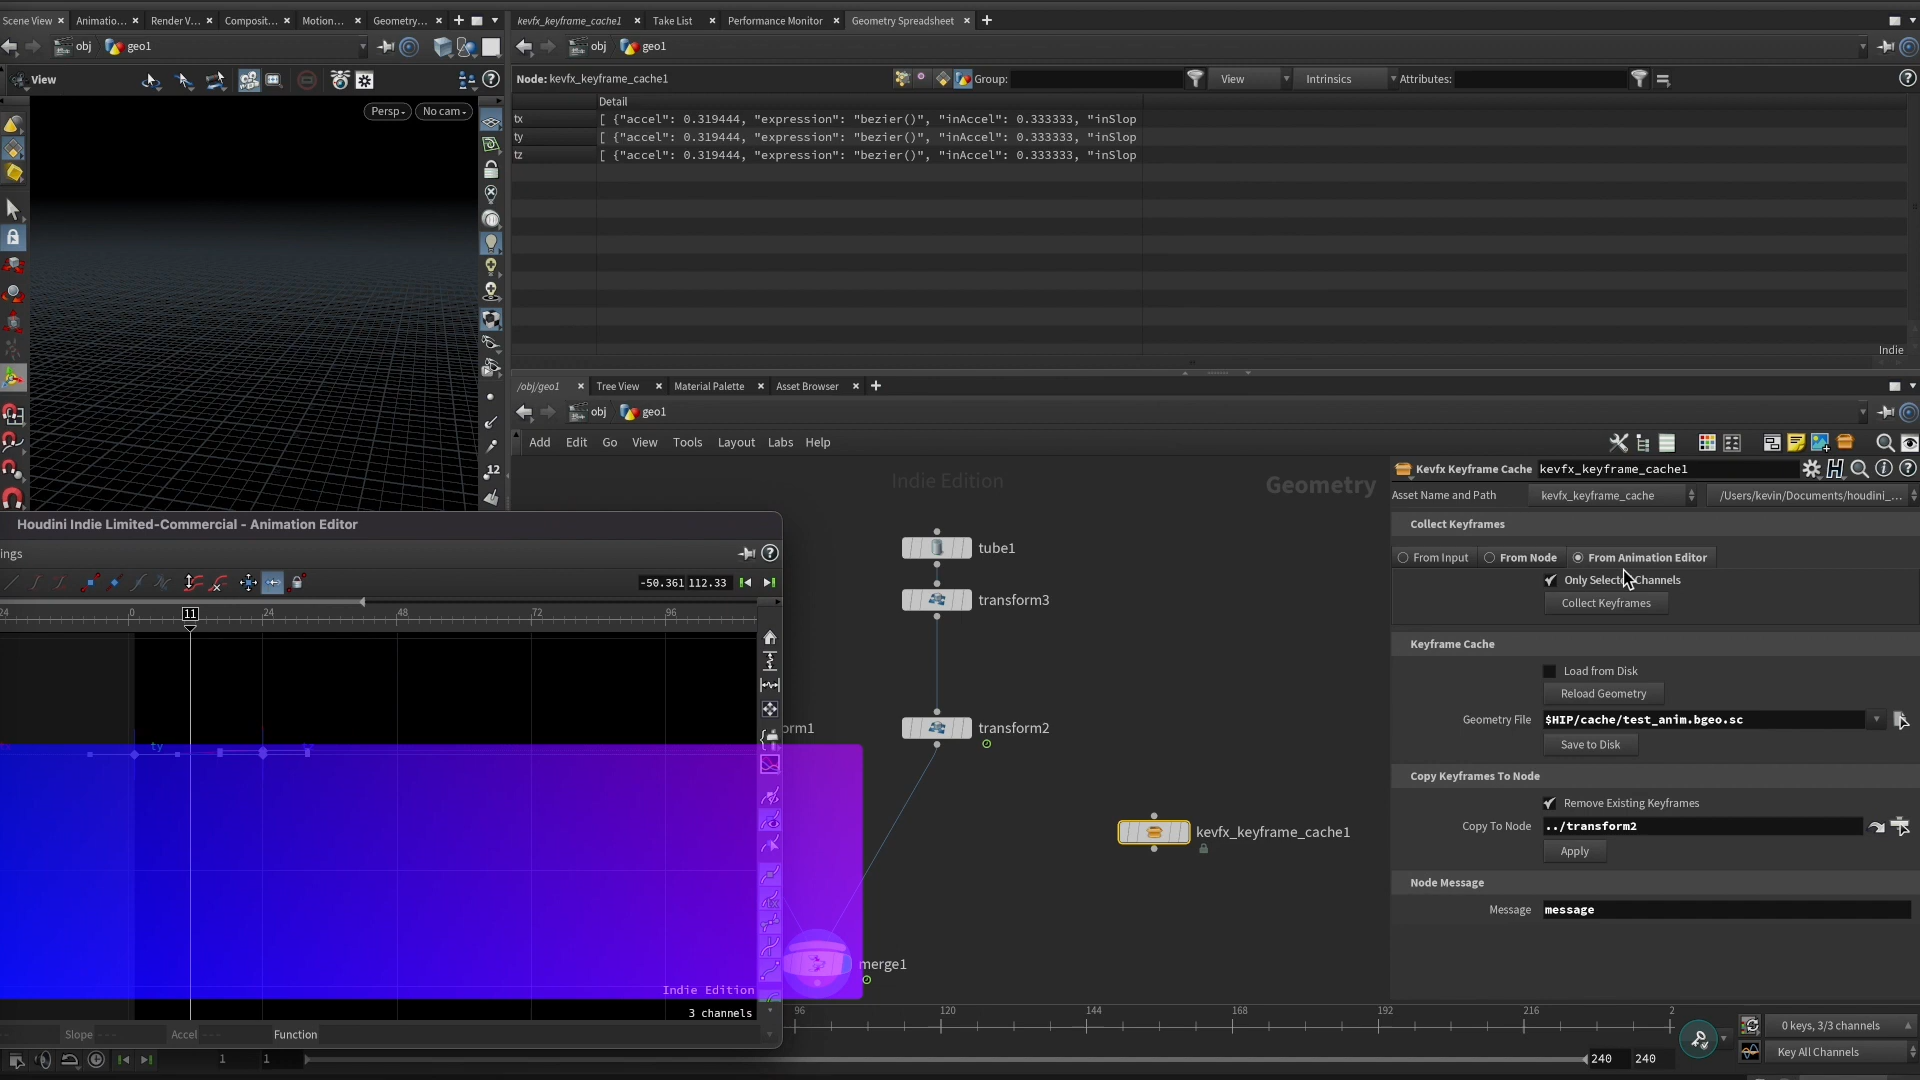 Scene View × Animatio... × Render V... × Composit... × Motion... × Geometry... × +
kevfx_keyframe_cache1 × Take List × Performance Monitor × Geometry Spreadsheet × +
obj geo1
obj geo1
View
Node: kevfx_keyframe_cache1 Group: View Intrinsics Attributes:
Persp No cam
Detail
tx [ {"accel": 0.319444, "expression": "bezier()", "inAccel": 0.333333, "inSlop
ty [ {"accel": 0.319444, "expression": "bezier()", "inAccel": 0.333333, "inSlop
tz [ {"accel": 0.319444, "expression": "bezier()", "inAccel": 0.333333, "inSlop
Indie
/obj/geo1 × Tree View × Material Palette × Asset Browser × +
obj geo1
Add Edit Go View Tools Layout Labs Help
12
Indie Edition
Geometry
tube1
transform3
transform2
orm1
kevfx_keyframe_cache1
merge1
Kevfx Keyframe Cache kevfx_keyframe_cache1
Asset Name and Path kevfx_keyframe_cache /Users/kevin/Documents/houdini_...
Collect Keyframes
From Input From Node From Animation Editor
Only Selected Channels
Collect Keyframes
Keyframe Cache
Load from Disk
Reload Geometry
Geometry File $HIP/cache/test_anim.bgeo.sc
Save to Disk
Copy Keyframes To Node
Remove Existing Keyframes
Copy To Node ../transform2
Apply
Node Message
Message message
Houdini Indie Limited-Commercial - Animation Editor
ings
-50.361 112.33
24 0 11 24 48 72 96
ty
Indie Edition
3 channels
Slope Accel Function
96 120 144 168 192 216 2
1 1 240 240
0 keys, 3/3 channels
Key All Channels